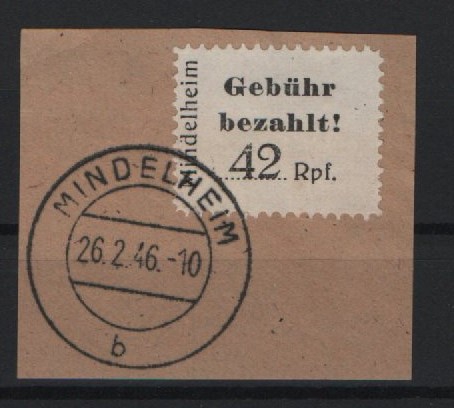 Mindelheim
Gebühr
bezahlt!
42 Rpf.
MINDELHEIM
26.2.46.-10
b